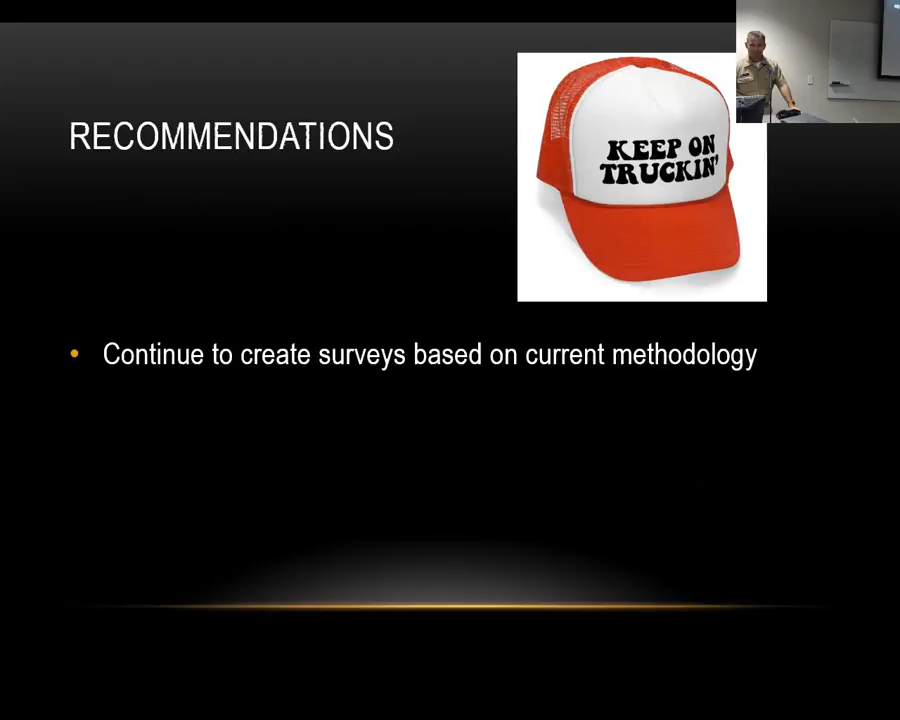 RECOMMENDATIONS
KEEP ON
TRUCKIN'
• Continue to create surveys based on current methodology